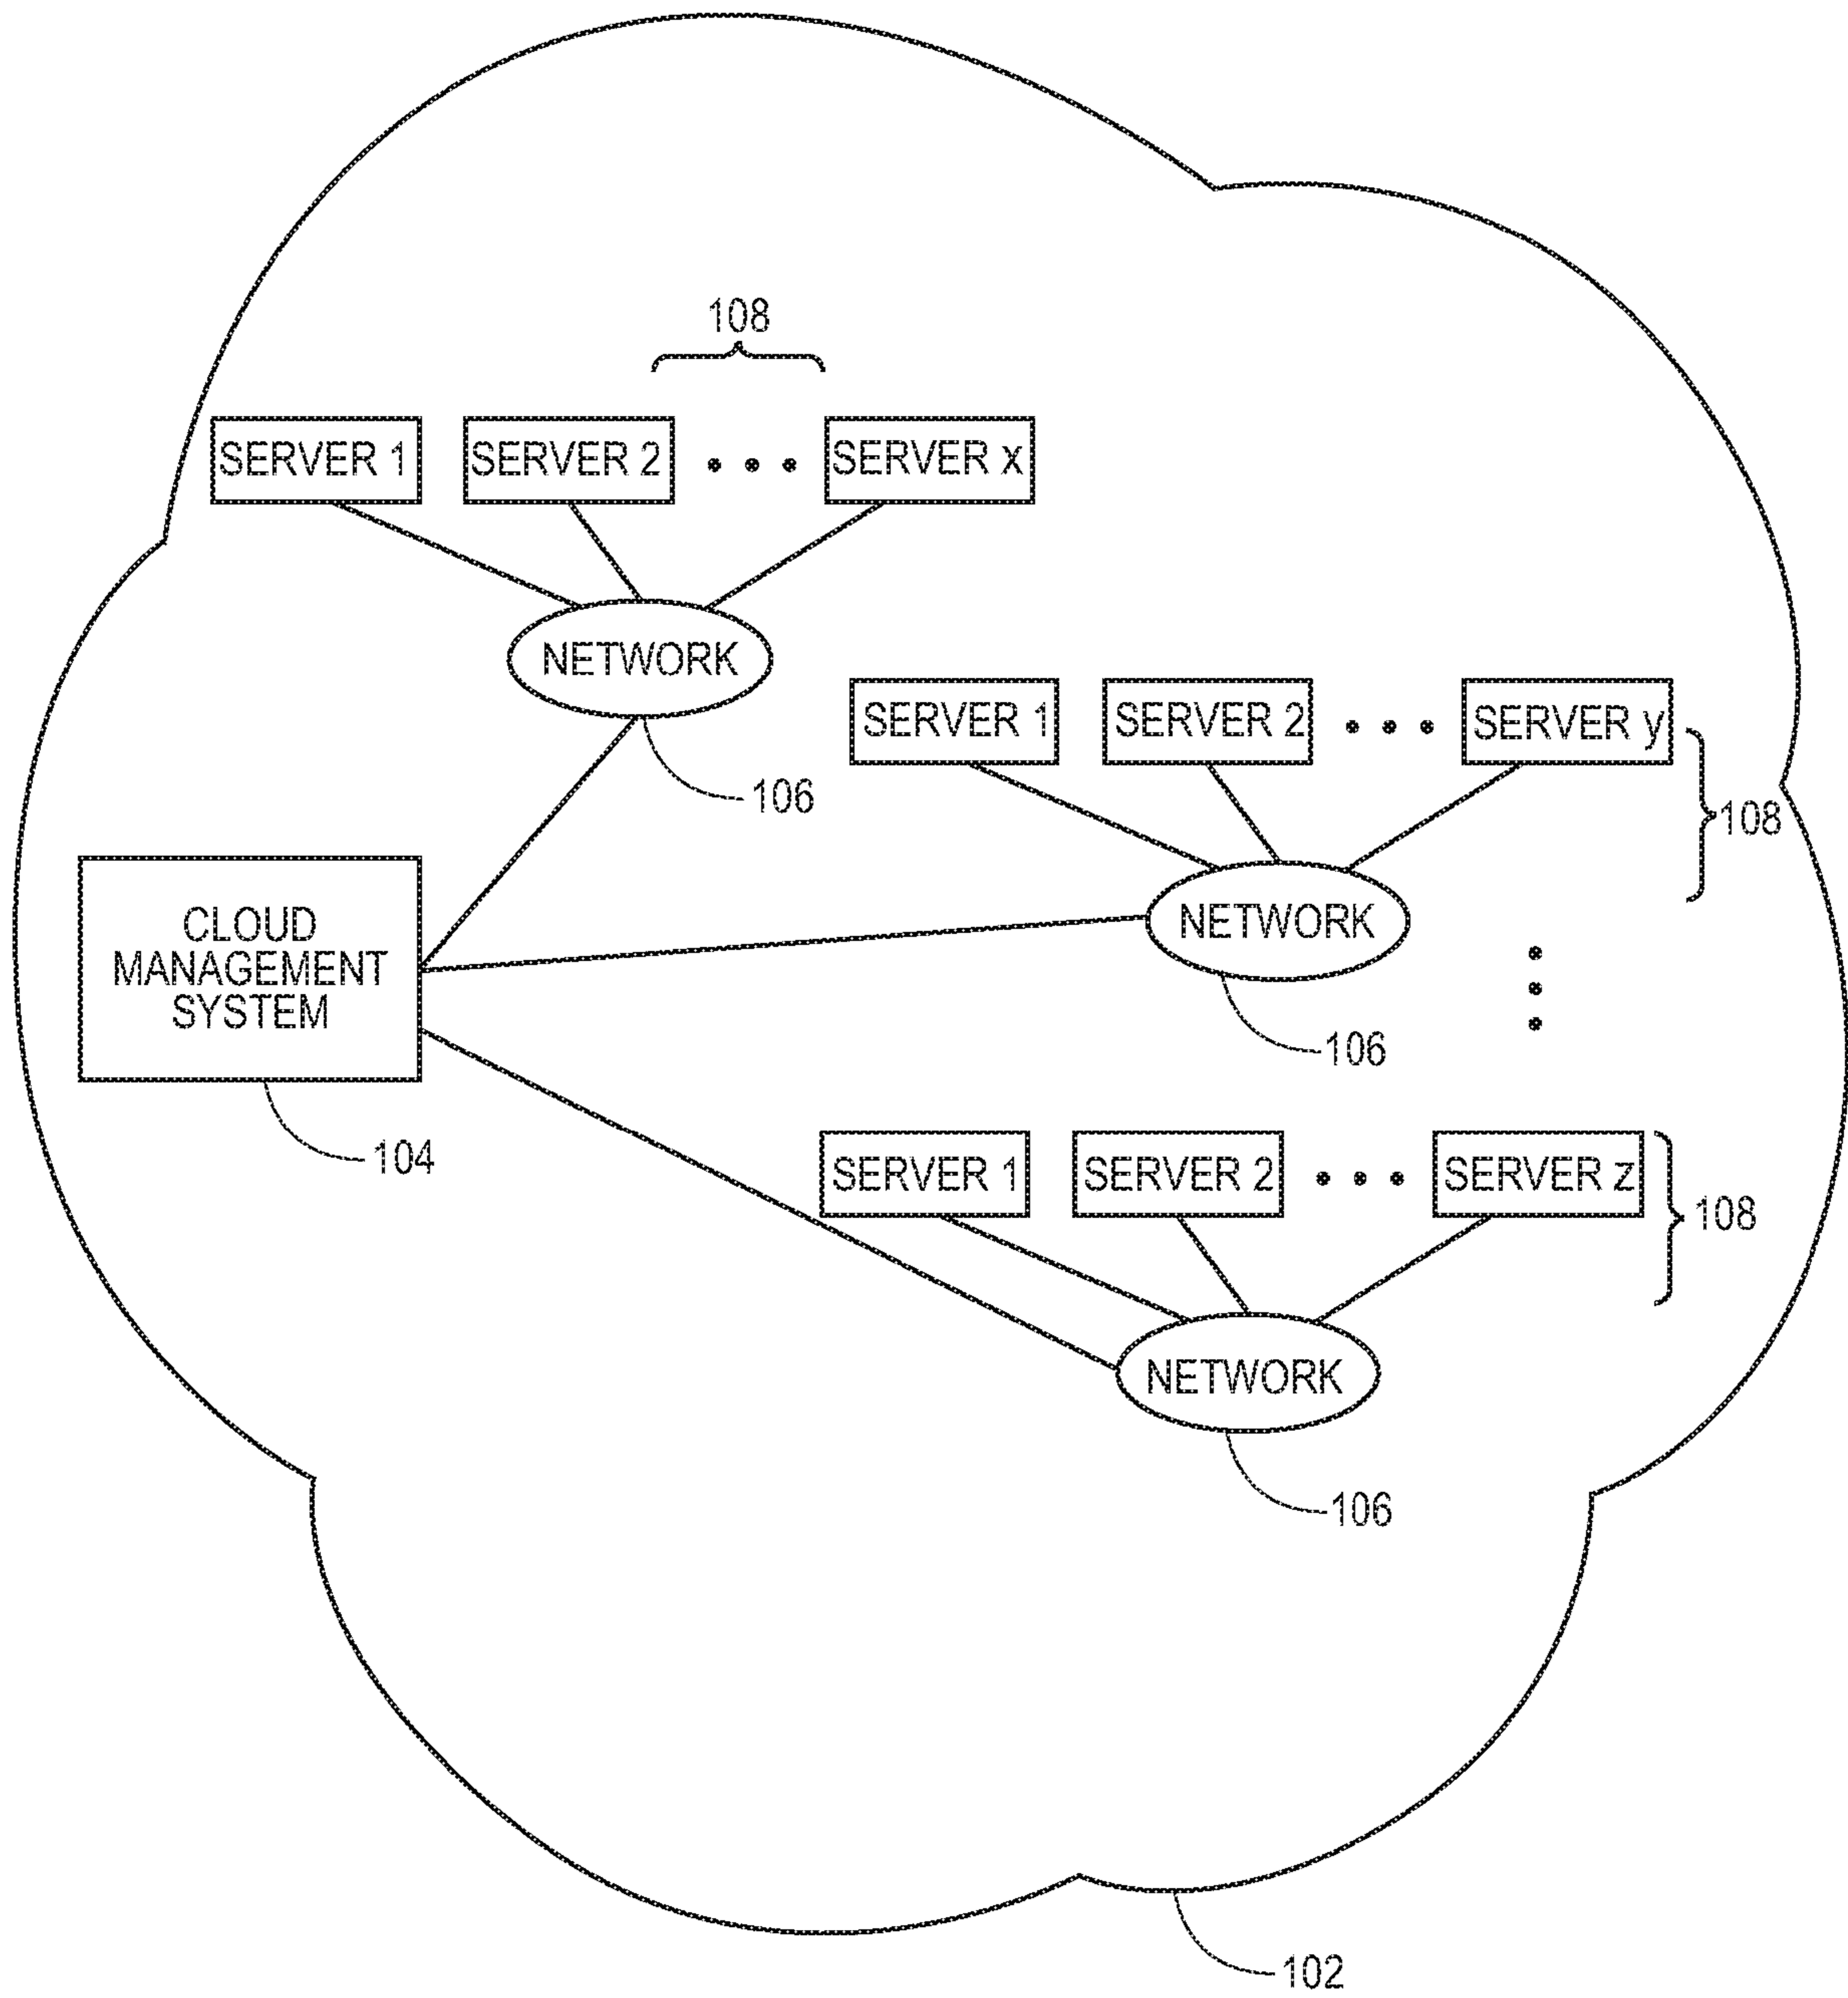 108
SERVER 1
SERVER 2
SERVER x
NETWORK
106
SERVER 1
SERVER 2
SERVER y
108
NETWORK
106
CLOUD
MANAGEMENT
SYSTEM
104
SERVER 1
SERVER 2
SERVER z
108
NETWORK
106
102